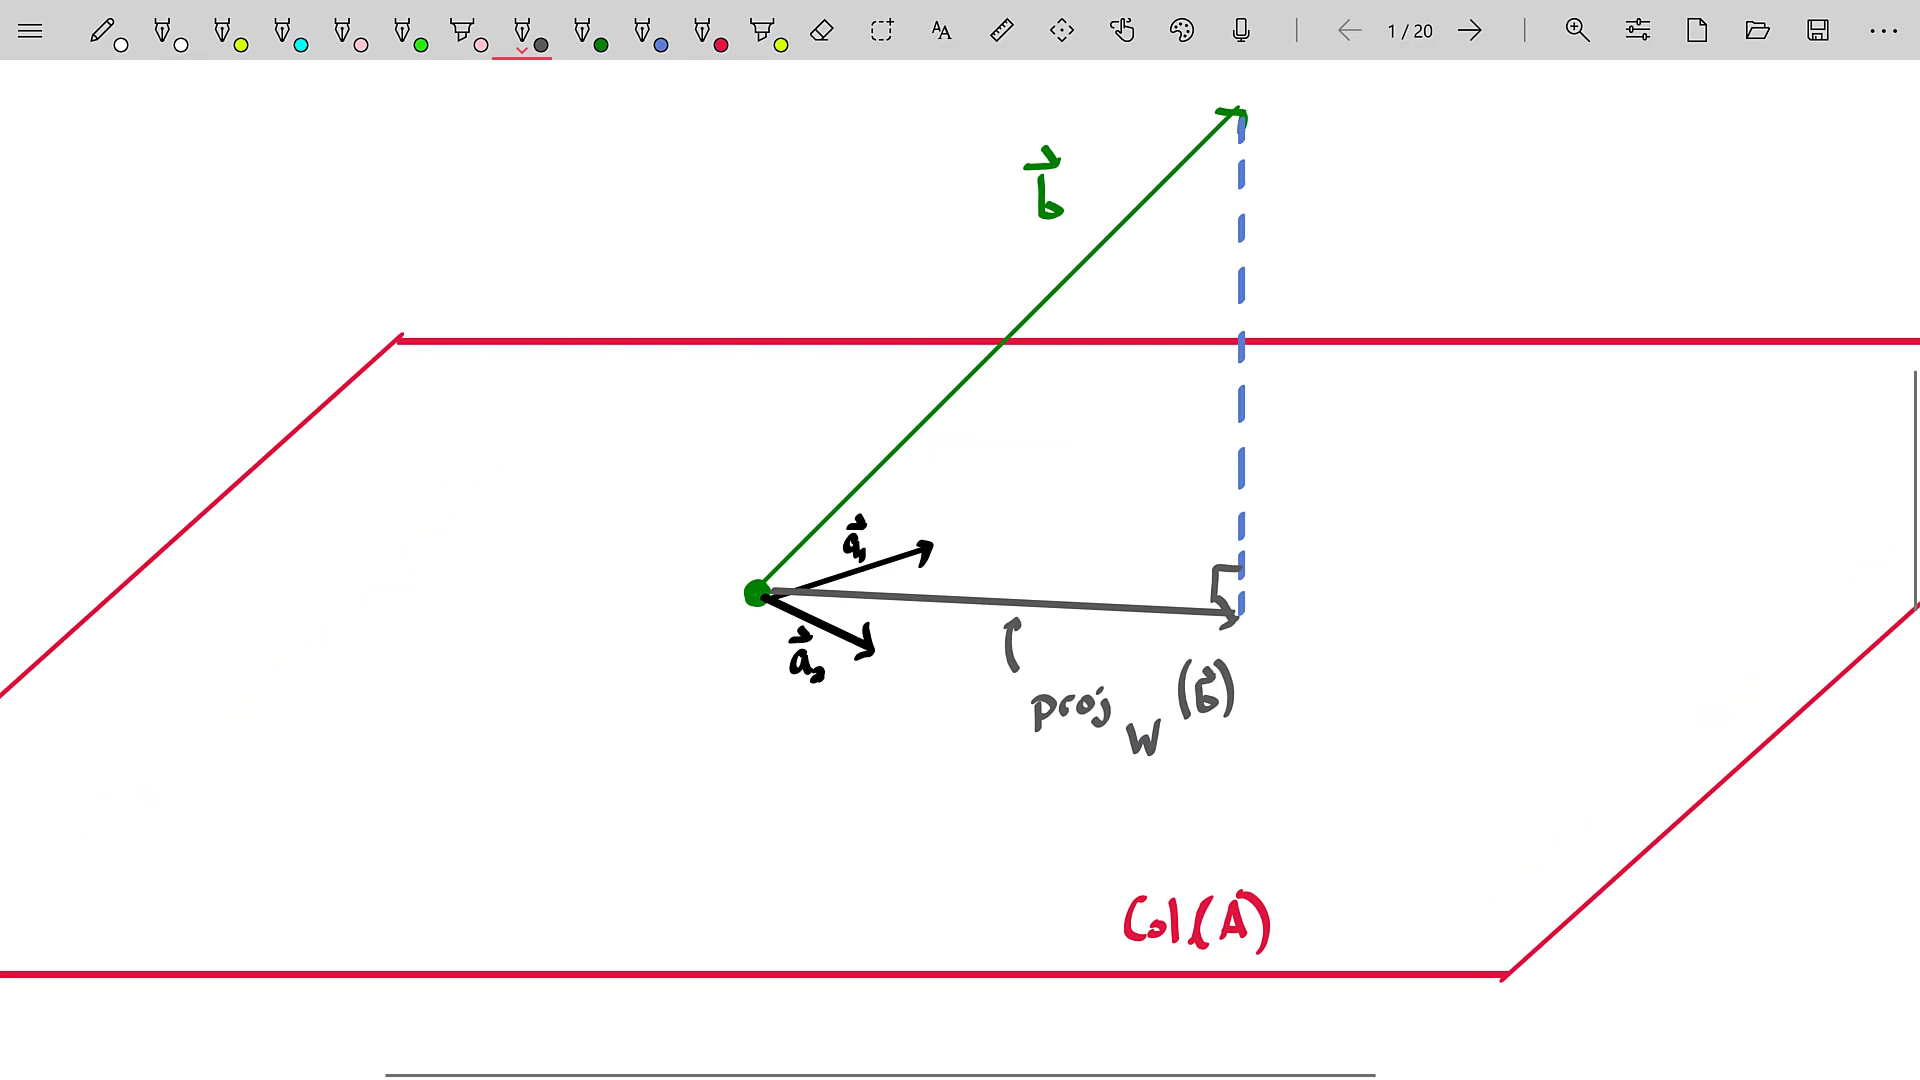 1 / 20
b⃗
a⃗₁
a⃗₂
proj_W (b⃗)
Col(A)